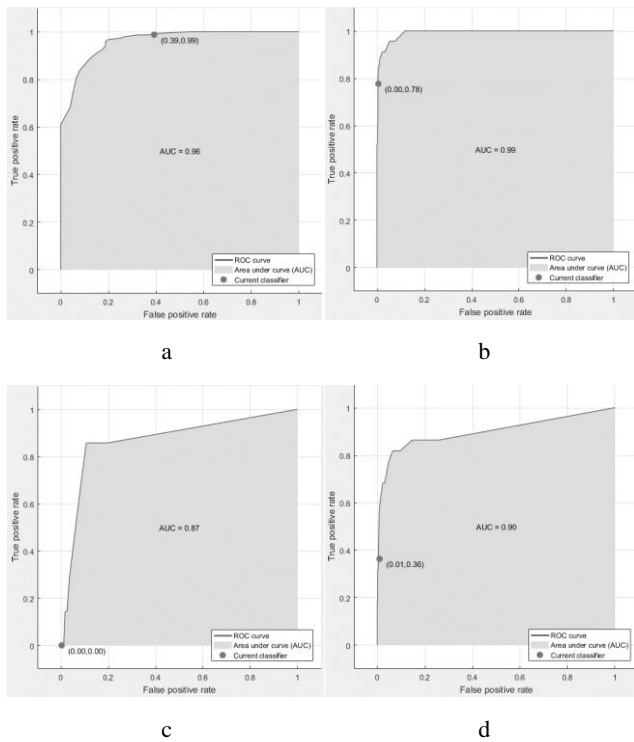 1
0.8
0.6
0.4
0.2
0
True positive rate
(0.39,0.99)
AUC = 0.96
ROC curve
Area under curve (AUC)
Current classifier
0 0.2 0.4 0.6 0.8 1
False positive rate
a
1
0.8
0.6
0.4
0.2
0
True positive rate
(0.00,0.78)
AUC = 0.99
ROC curve
Area under curve (AUC)
Current classifier
0 0.2 0.4 0.6 0.8 1
False positive rate
b
1
0.8
0.6
0.4
0.2
0
True positive rate
AUC = 0.87
(0.00,0.00)
ROC curve
Area under curve (AUC)
Current classifier
0 0.2 0.4 0.6 0.8 1
False positive rate
c
1
0.8
0.6
0.4
0.2
0
True positive rate
AUC = 0.90
(0.01,0.36)
ROC curve
Area under curve (AUC)
Current classifier
0 0.2 0.4 0.6 0.8 1
False positive rate
d